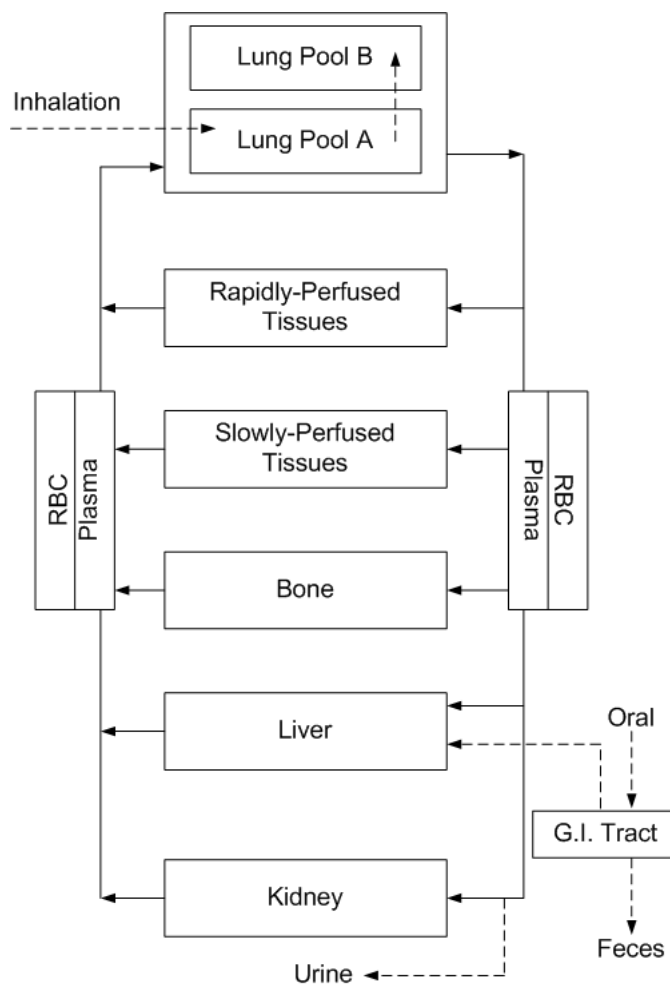 Lung Pool B
Inhalation
Lung Pool A
Rapidly-Perfused
Tissues
Slowly-Perfused
Tissues
RBC
Plasma
Plasma
RBC
Bone
Liver
Oral
G.I. Tract
Kidney
Feces
Urine